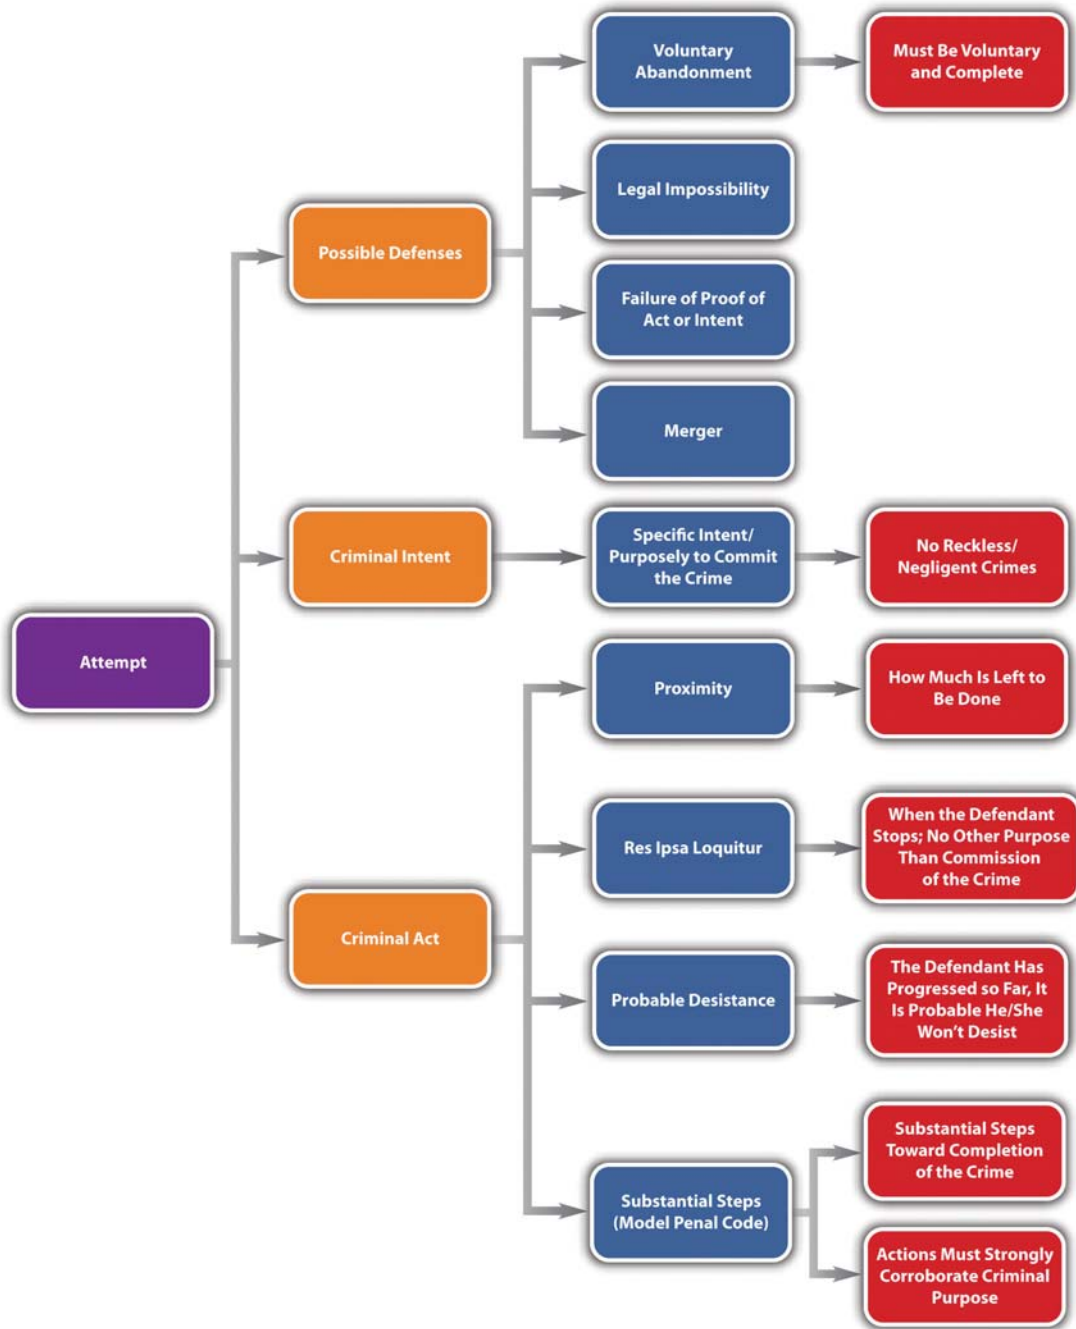 Voluntary
Abandonment
Must Be Voluntary
and Complete
Legal Impossibility
Possible Defenses
Failure of Proof of
Act or Intent
Merger
Criminal Intent
Specific Intent/
Purposely to Commit
the Crime
No Reckless/
Negligent Crimes
Attempt
Proximity
How Much Is Left to
Be Done
Res Ipsa Loquitur
When the Defendant
Stops; No Other Purpose
Than Commission
of the Crime
Criminal Act
Probable Desistance
The Defendant Has
Progressed so Far, It
Is Probable He/She
Won't Desist
Substantial Steps
(Model Penal Code)
Substantial Steps
Toward Completion
of the Crime
Actions Must Strongly
Corroborate Criminal
Purpose